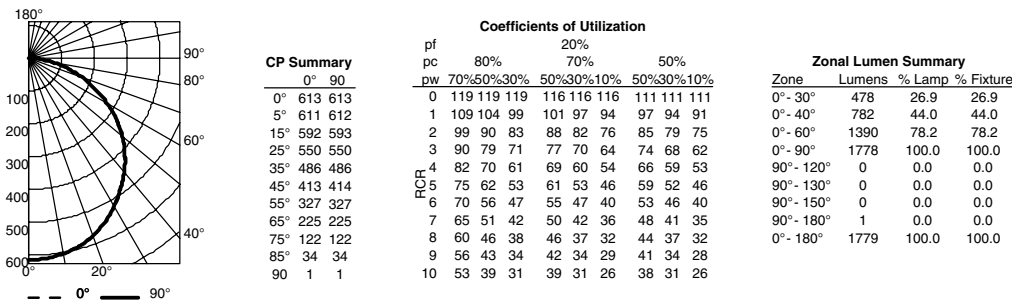 180°
90°
80°
100
200
60°
300
400
500
40°
600
0° 20°
0° 90°
CP Summary
0° 90
0° 613 613
5° 611 612
15° 592 593
25° 550 550
35° 486 486
45° 413 414
55° 327 327
65° 225 225
75° 122 122
85° 34 34
90 1 1
Coefficients of Utilization
pf 20%
pc 80% 70% 50%
pw 70%50%30% 50%30%10% 50%30%10%
RCR
0 119 119 119 116 116 116 111 111 111
1 109 104 99 101 97 94 97 94 91
2 99 90 83 88 82 76 85 79 75
3 90 79 71 77 70 64 74 68 62
4 82 70 61 69 60 54 66 59 53
5 75 62 53 61 53 46 59 52 46
6 70 56 47 55 47 40 53 46 40
7 65 51 42 50 42 36 48 41 35
8 60 46 38 46 37 32 44 37 32
9 56 43 34 42 34 29 41 34 28
10 53 39 31 39 31 26 38 31 26
Zonal Lumen Summary
Zone Lumens % Lamp % Fixture
0°- 30° 478 26.9 26.9
0°- 40° 782 44.0 44.0
0°- 60° 1390 78.2 78.2
0°- 90° 1778 100.0 100.0
90°- 120° 0 0.0 0.0
90°- 130° 0 0.0 0.0
90°- 150° 0 0.0 0.0
90°- 180° 1 0.0 0.0
0°- 180° 1779 100.0 100.0